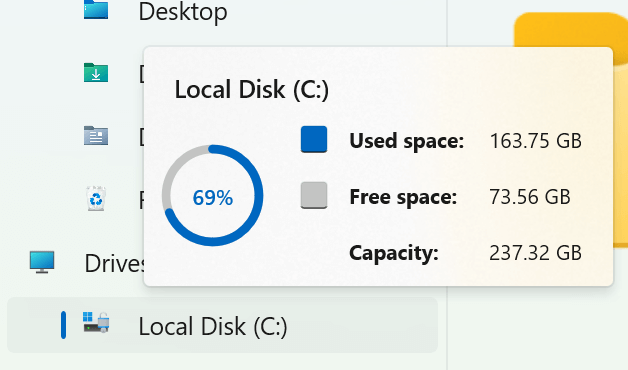 Desktop
Local Disk (C:)
Used space: 163.75 GB
69%
Free space: 73.56 GB
Capacity: 237.32 GB
Drives
Local Disk (C:)